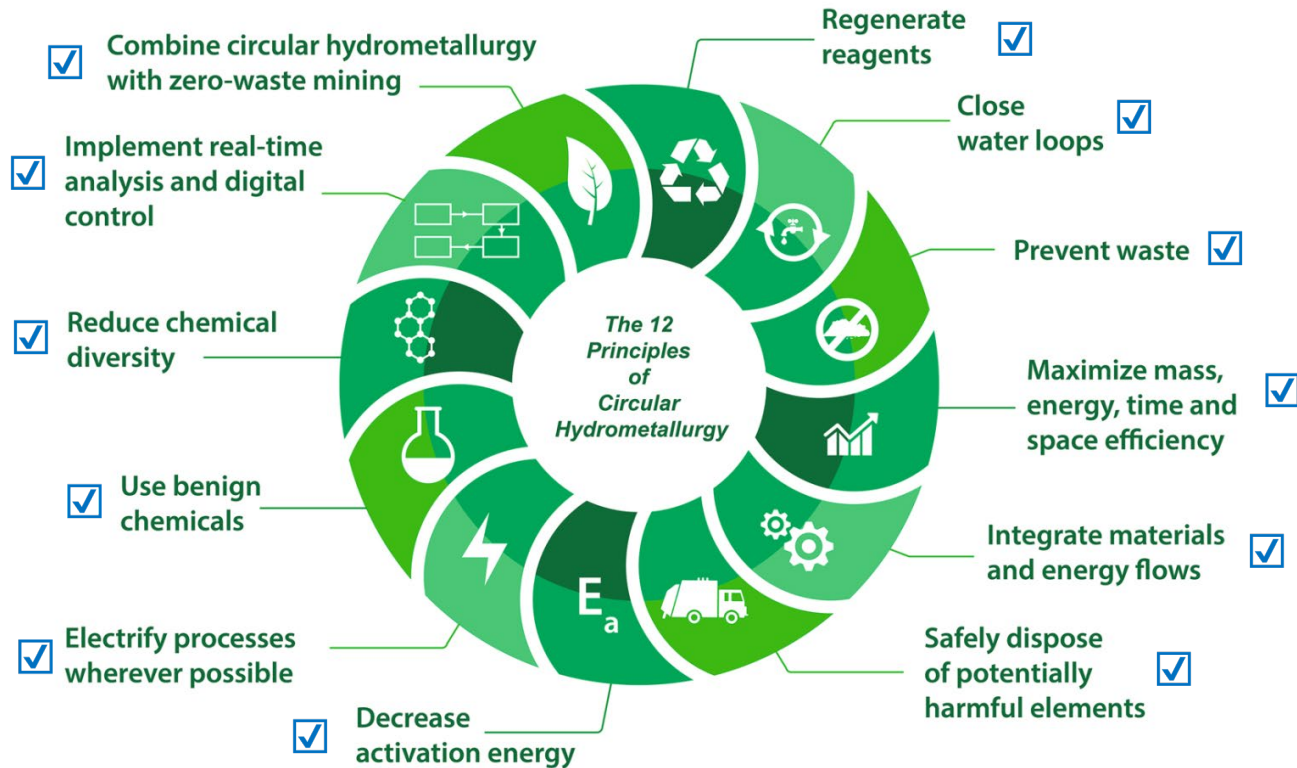 Regenerate
reagents
Close
water loops
Prevent waste
Maximize mass,
energy, time and
space efficiency
Integrate materials
and energy flows
Safely dispose
of potentially
harmful elements
Decrease
activation energy
Electrify processes
wherever possible
Use benign
chemicals
Reduce chemical
diversity
Implement real-time
analysis and digital
control
Combine circular hydrometallurgy
with zero-waste mining
The 12
Principles
of
Circular
Hydrometallurgy
Ea